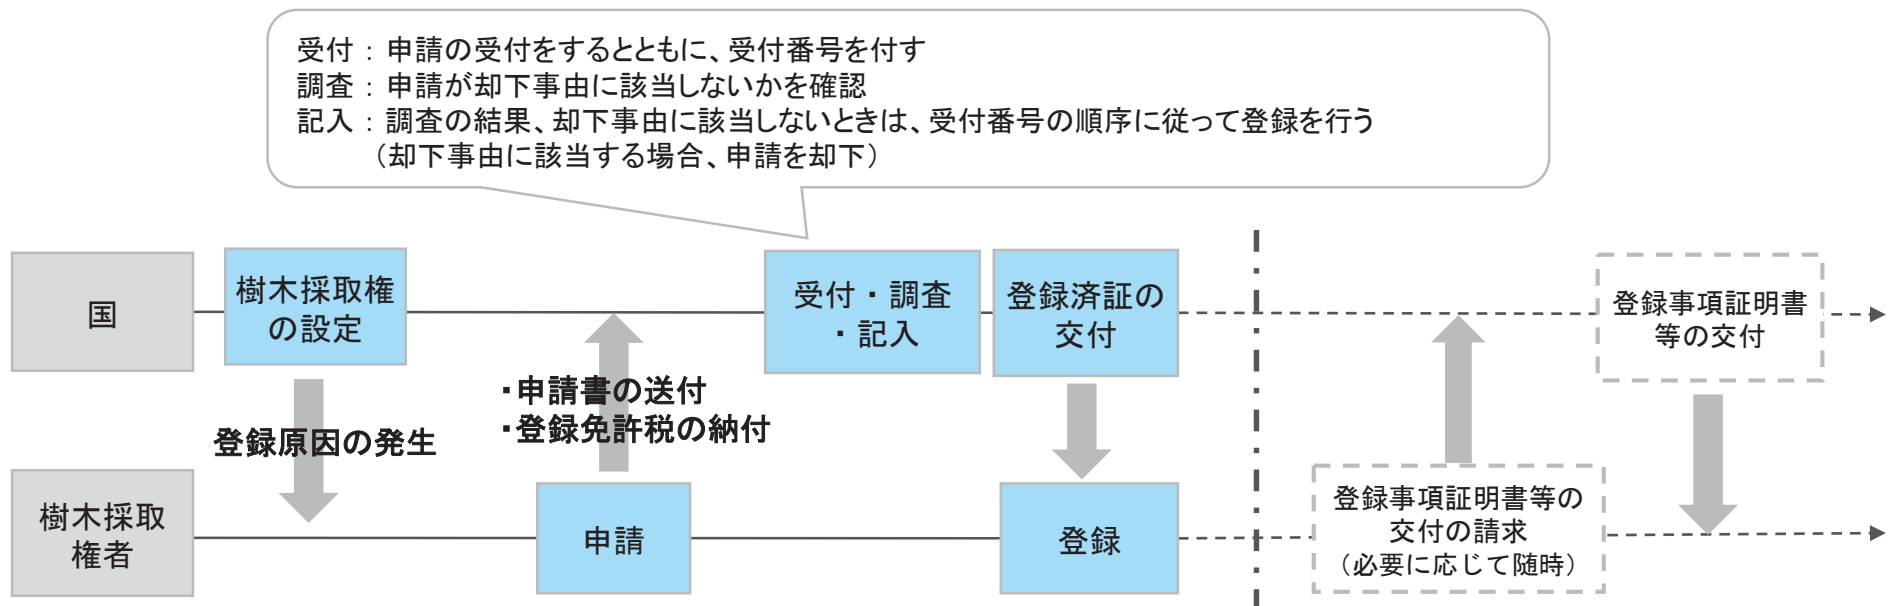 受付：申請の受付をするとともに、受付番号を付す
調査：申請が却下事由に該当しないかを確認
記入：調査の結果、却下事由に該当しないときは、受付番号の順序に従って登録を行う
（却下事由に該当する場合、申請を却下）
国
樹木採取権
の設定
受付・調査
・記入
登録済証の
交付
登録事項証明書
等の交付
登録原因の発生
・申請書の送付
・登録免許税の納付
樹木採取
権者
申請
登録
登録事項証明書等の
交付の請求
（必要に応じて随時）